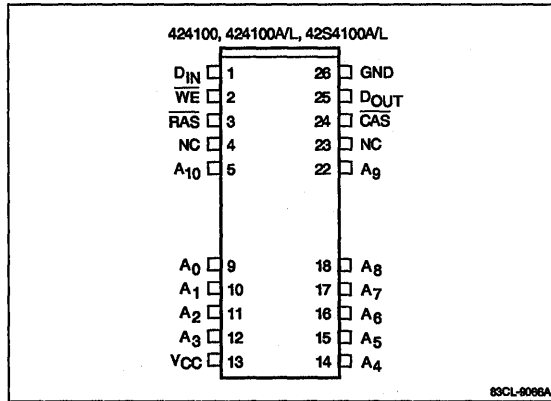 424100, 424100A/L, 42S4100A/L
DIN 1 26 GND
WE 2 25 DOUT
RAS 3 24 CAS
NC 4 23 NC
A10 5 22 A9
A0 9 18 A8
A1 10 17 A7
A2 11 16 A6
A3 12 15 A5
VCC 13 14 A4
83CL-9066A